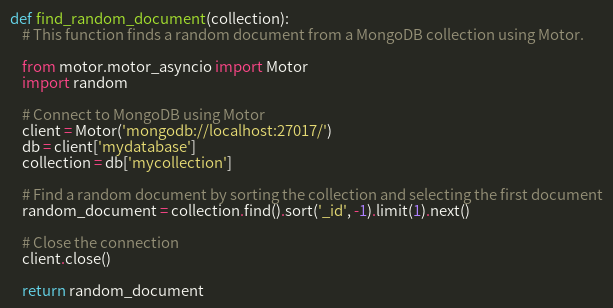 def find_random_document(collection):
    # This function finds a random document from a MongoDB collection using Motor.

    from motor.motor_asyncio import Motor
    import random

    # Connect to MongoDB using Motor
    client = Motor('mongodb://localhost:27017/')
    db = client['mydatabase']
    collection = db['mycollection']

    # Find a random document by sorting the collection and selecting the first document
    random_document = collection.find().sort('_id', -1).limit(1).next()

    # Close the connection
    client.close()

    return random_document